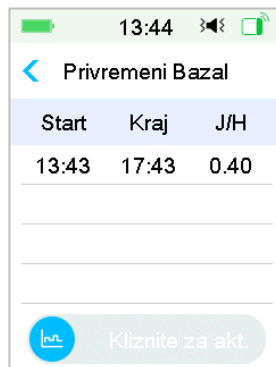 13:44
Privremeni Bazal
Start Kraj J/H
13:43 17:43 0.40
Kliznite za akt.